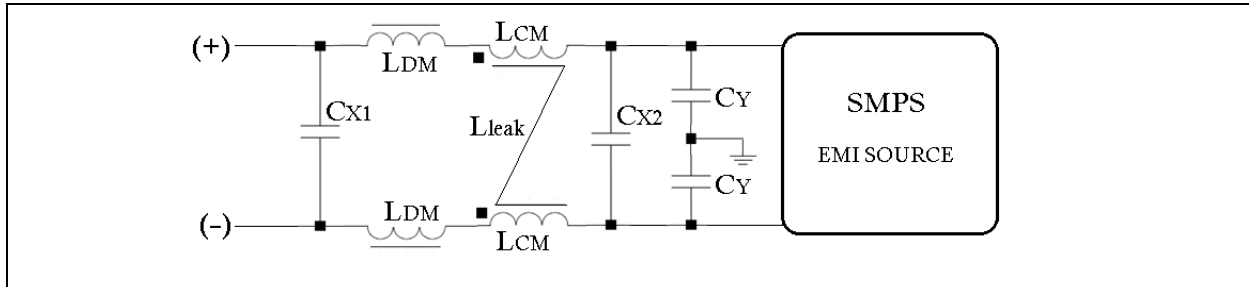 (+)
LDM
LCM
CX1
Lleak
CX2
CY
CY
SMPS
EMI SOURCE
(-)
LDM
LCM